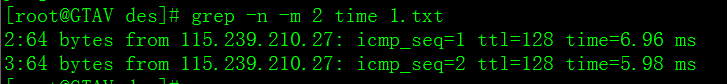 [root@GTAV des]# grep -n -m 2 time 1.txt
2:64 bytes from 115.239.210.27: icmp_seq=1 ttl=128 time=6.96 ms
3:64 bytes from 115.239.210.27: icmp_seq=2 ttl=128 time=5.98 ms